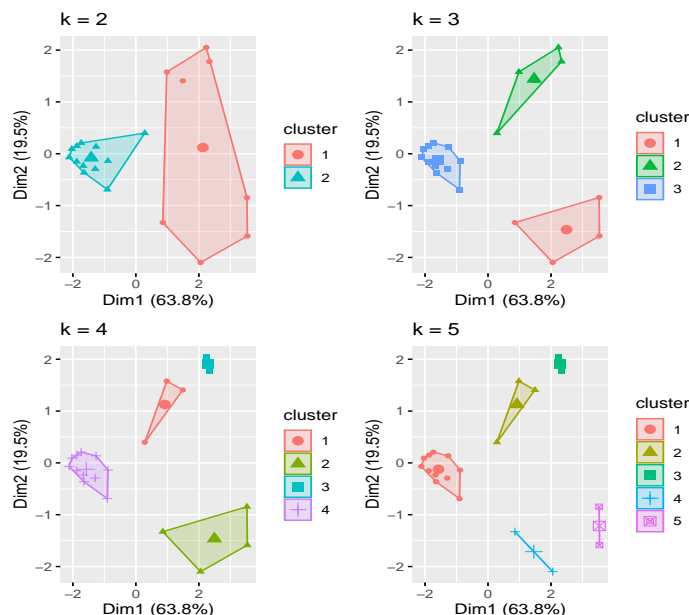 k = 2
Dim2 (19.5%)
2
1
0
−1
−2
−2
0
2
Dim1 (63.8%)
cluster
1
2
k = 3
Dim2 (19.5%)
2
1
0
−1
−2
−2
0
2
Dim1 (63.8%)
cluster
1
2
3
k = 4
Dim2 (19.5%)
2
1
0
−1
−2
−2
0
2
Dim1 (63.8%)
cluster
1
2
3
4
k = 5
Dim2 (19.5%)
2
1
0
−1
−2
−2
0
2
Dim1 (63.8%)
cluster
1
2
3
4
5